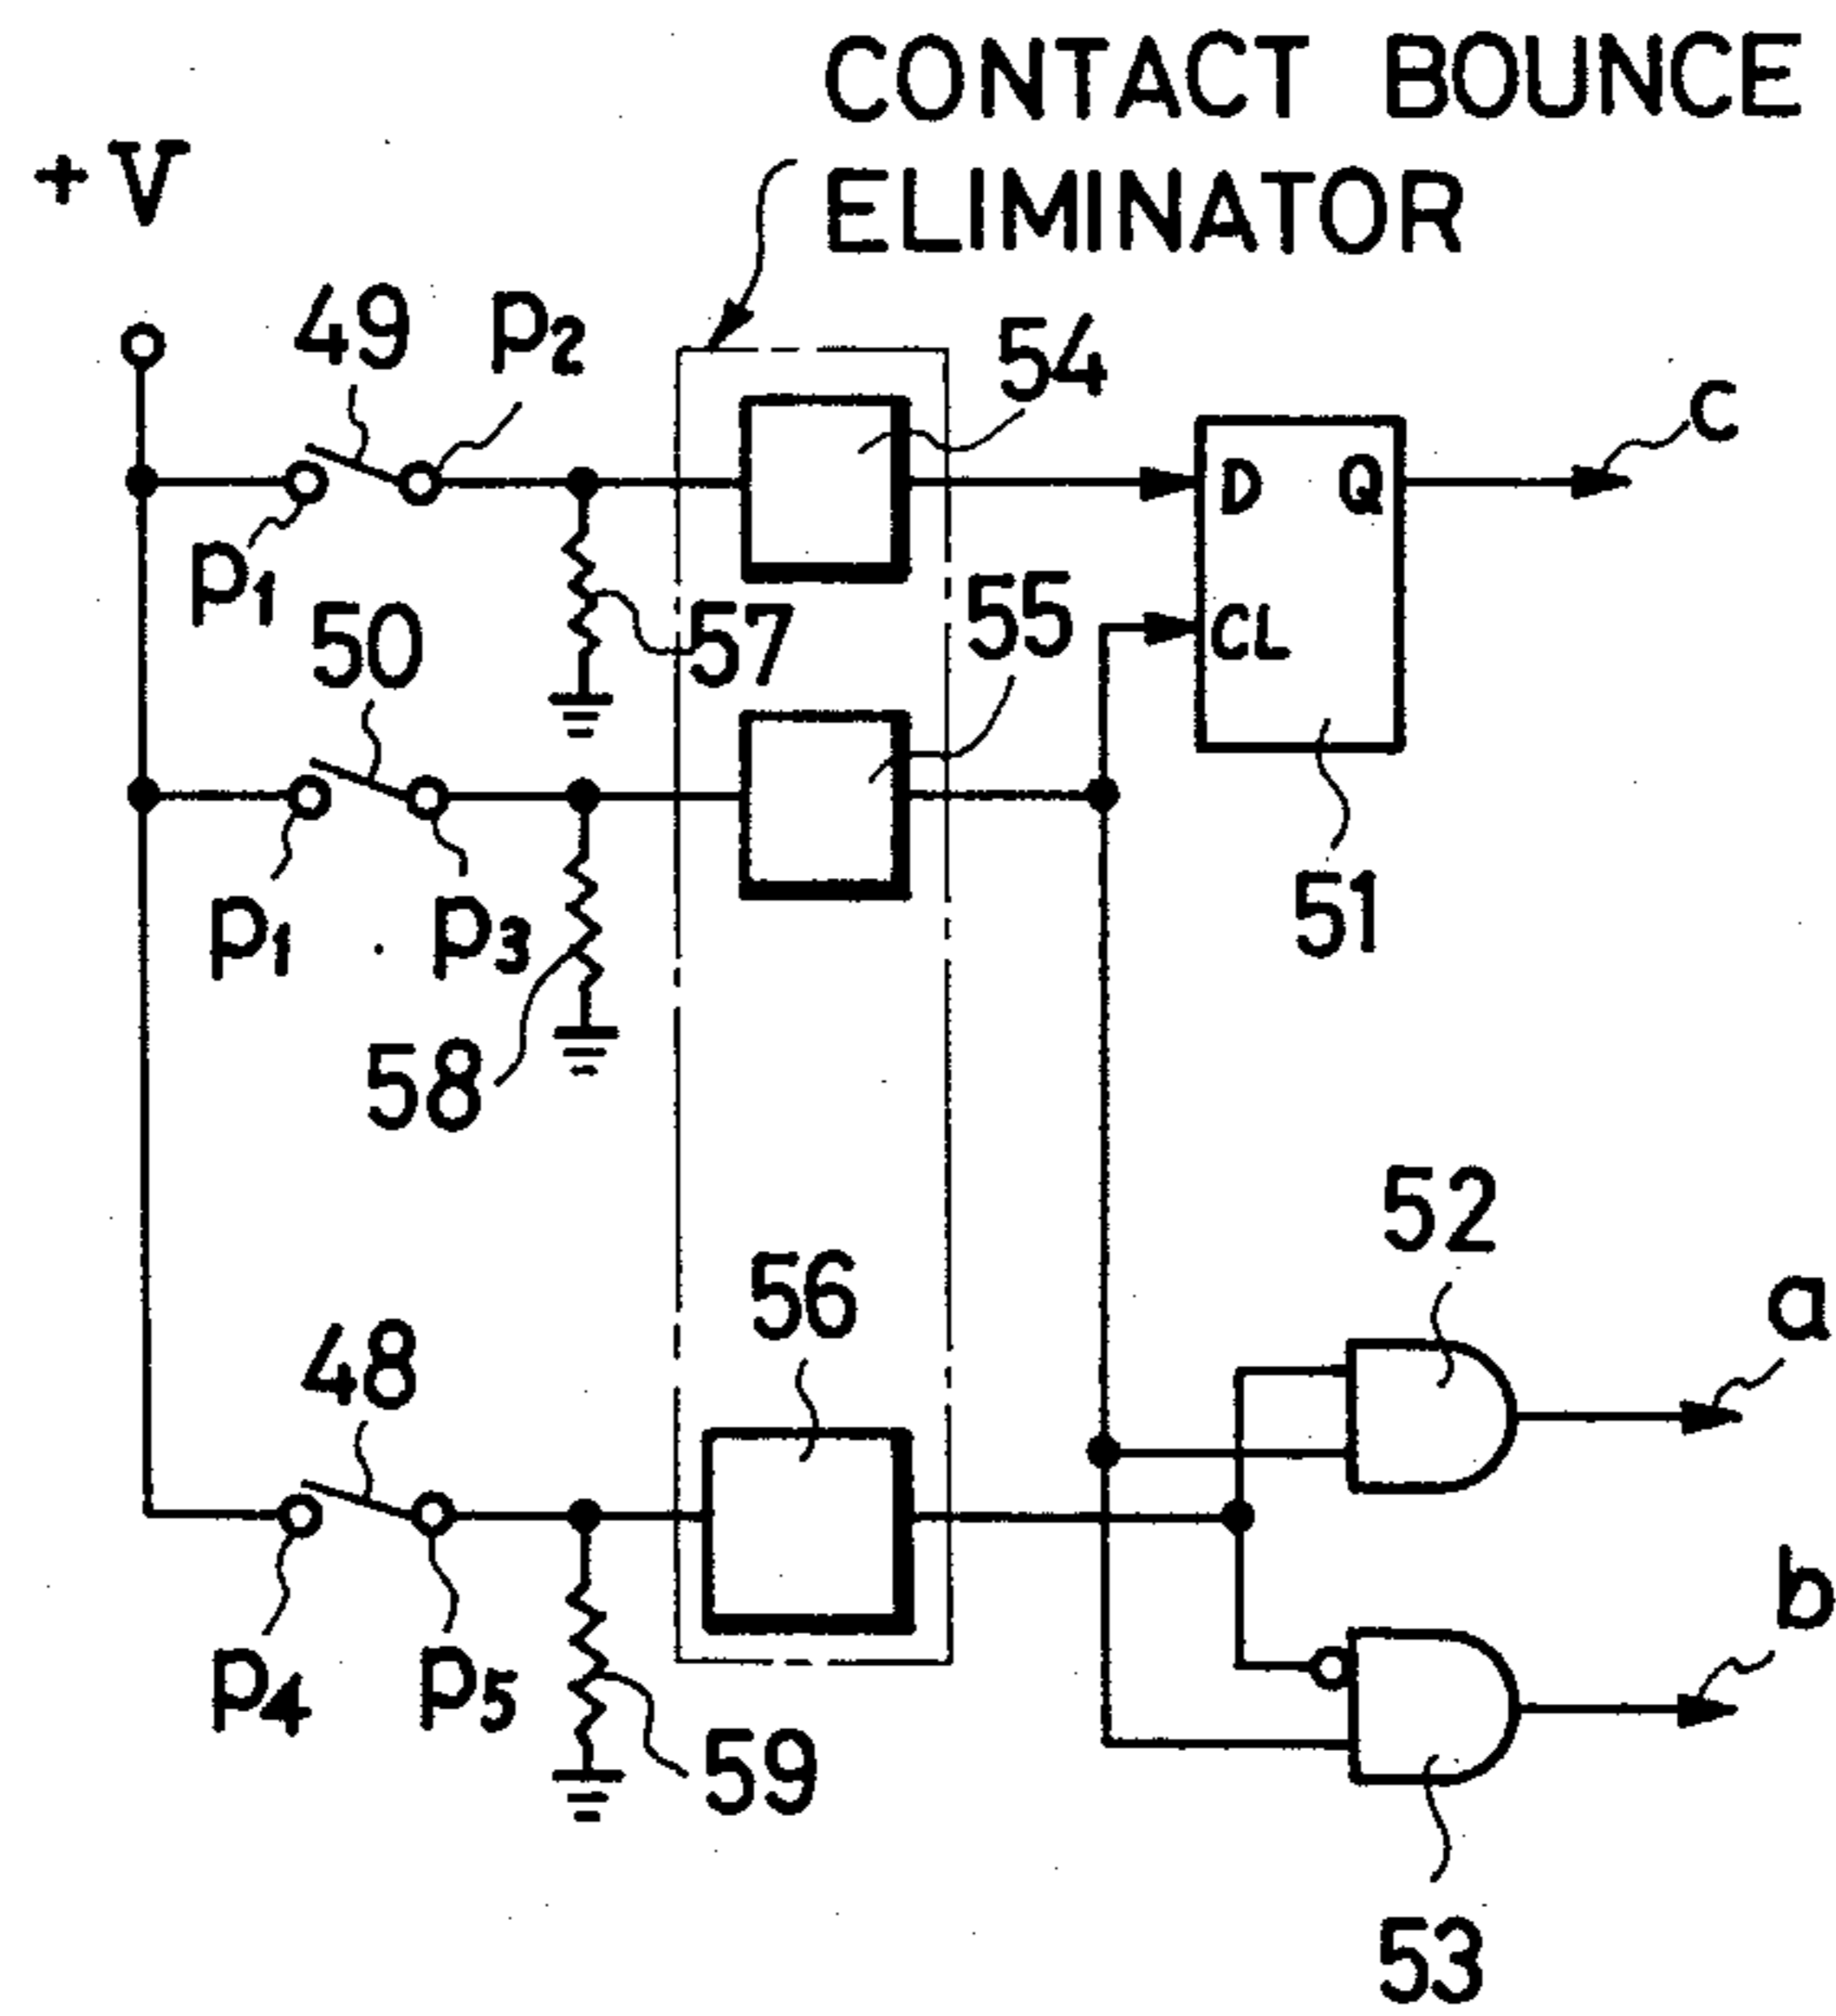 CONTACT BOUNCE
ELIMINATOR
+V
49
p2
54
c
D Q
p1
57
55
CL
50
51
p1
p3
58
52
56
a
48
b
p4
p5
59
53